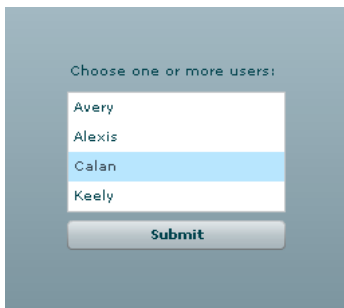 Choose one or more users:
Avery
Alexis
Calan
Keely
Submit